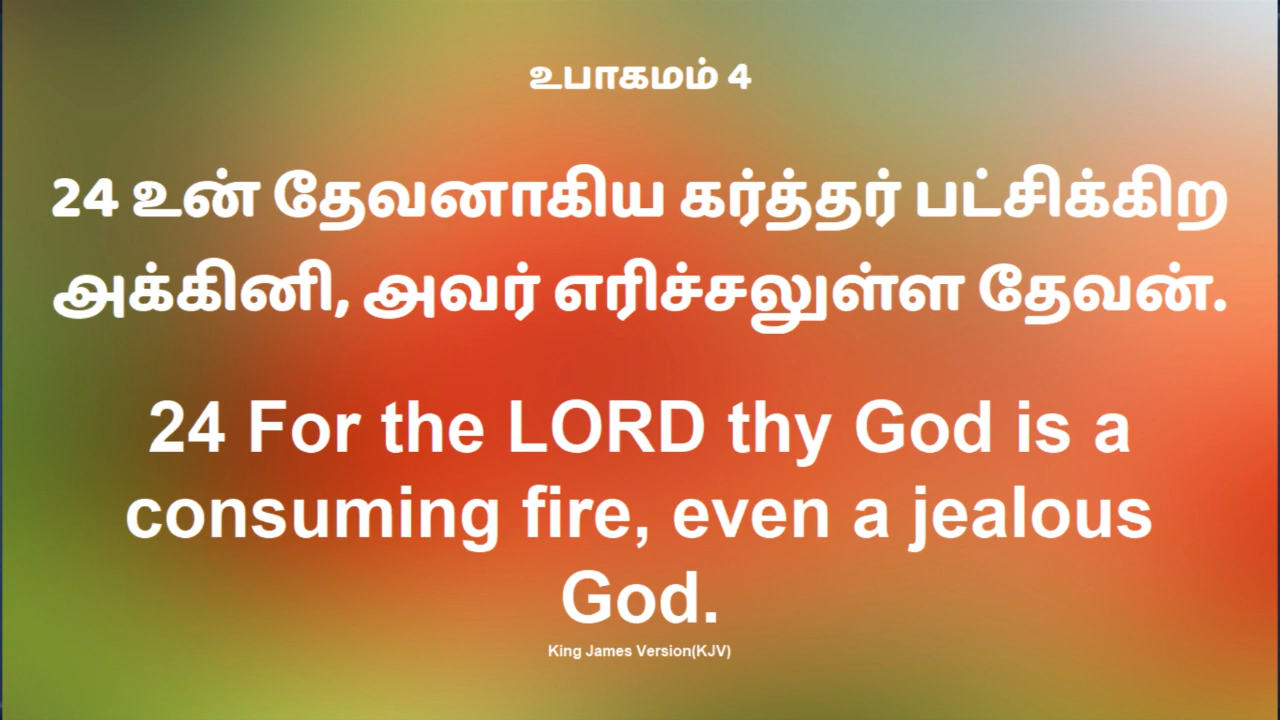 உபாகமம் 4
24 உன் தேவனாகிய கர்த்தர் பட்சிக்கிற
அக்கினி, அவர் எரிச்சலுள்ள தேவன்.
24 For the LORD thy God is a
consuming fire, even a jealous
God.
King James Version(KJV)